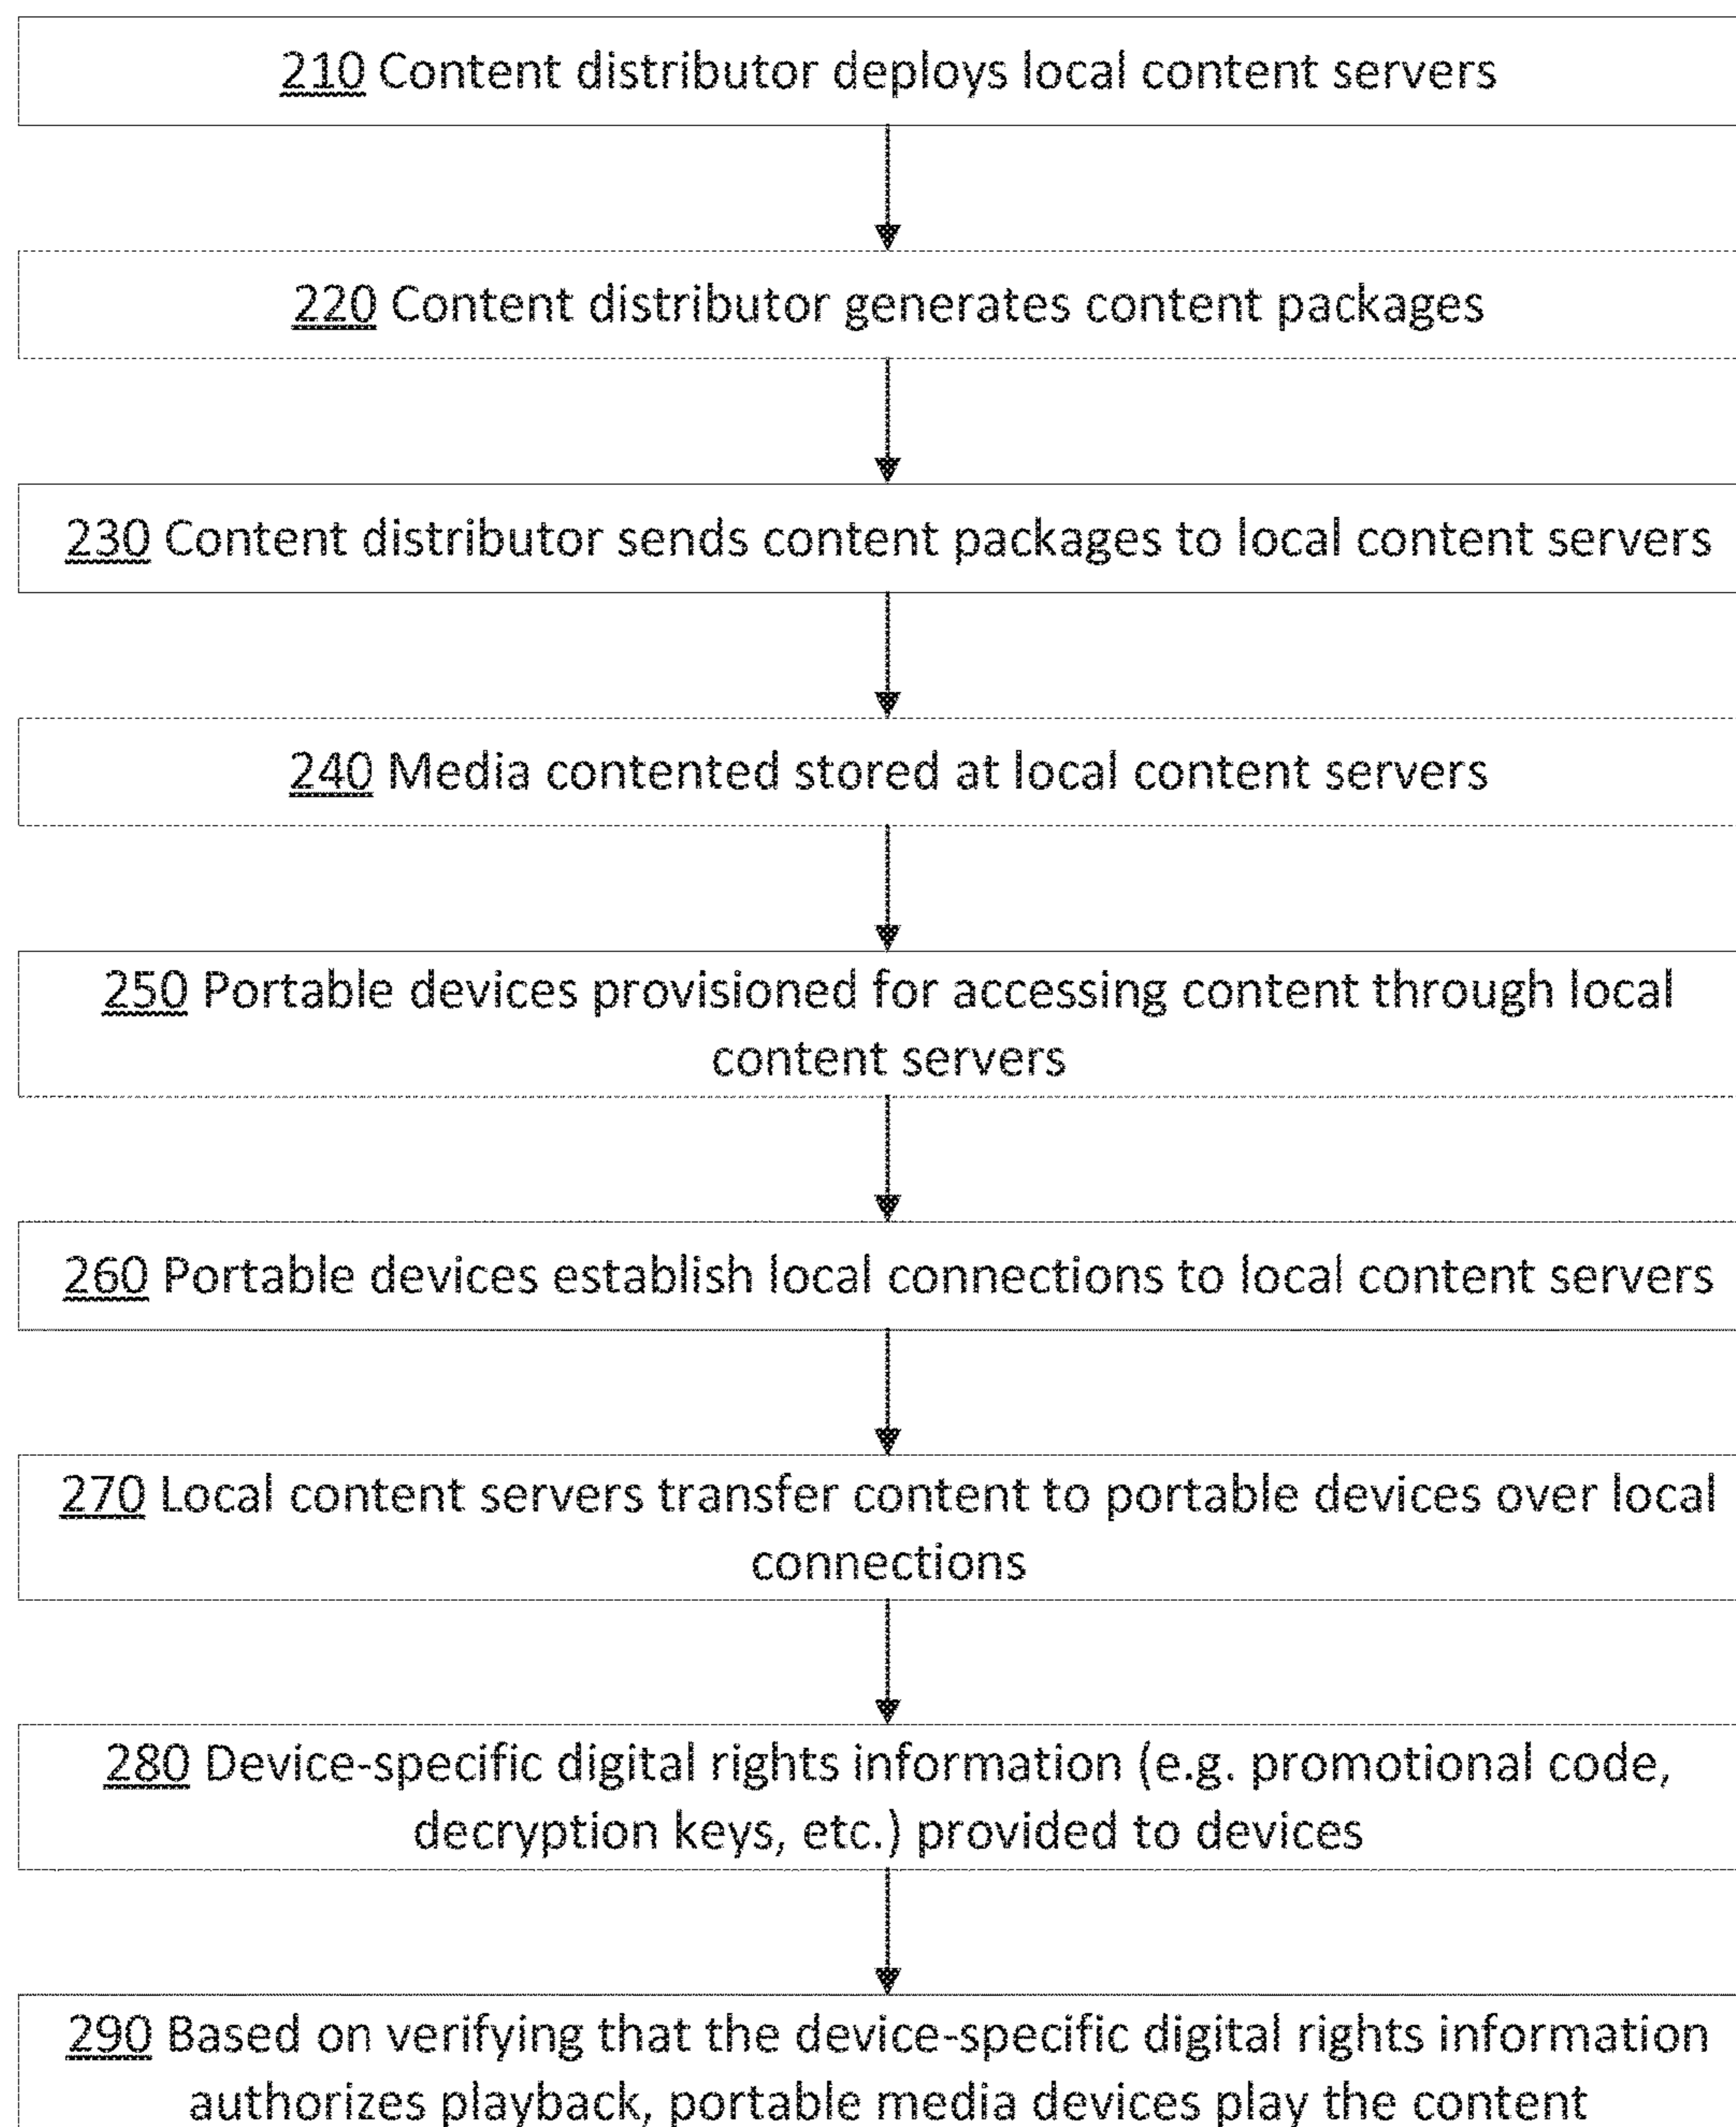 210 Content distributor deploys local content servers
220 Content distributor generates content packages
230 Content distributor sends content packages to local content servers
240 Media contented stored at local content servers
250 Portable devices provisioned for accessing content through local
content servers
260 Portable devices establish local connections to local content servers
270 Local content servers transfer content to portable devices over local
connections
280 Device-specific digital rights information (e.g. promotional code,
decryption keys, etc.) provided to devices
290 Based on verifying that the device-specific digital rights information
authorizes playback, portable media devices play the content